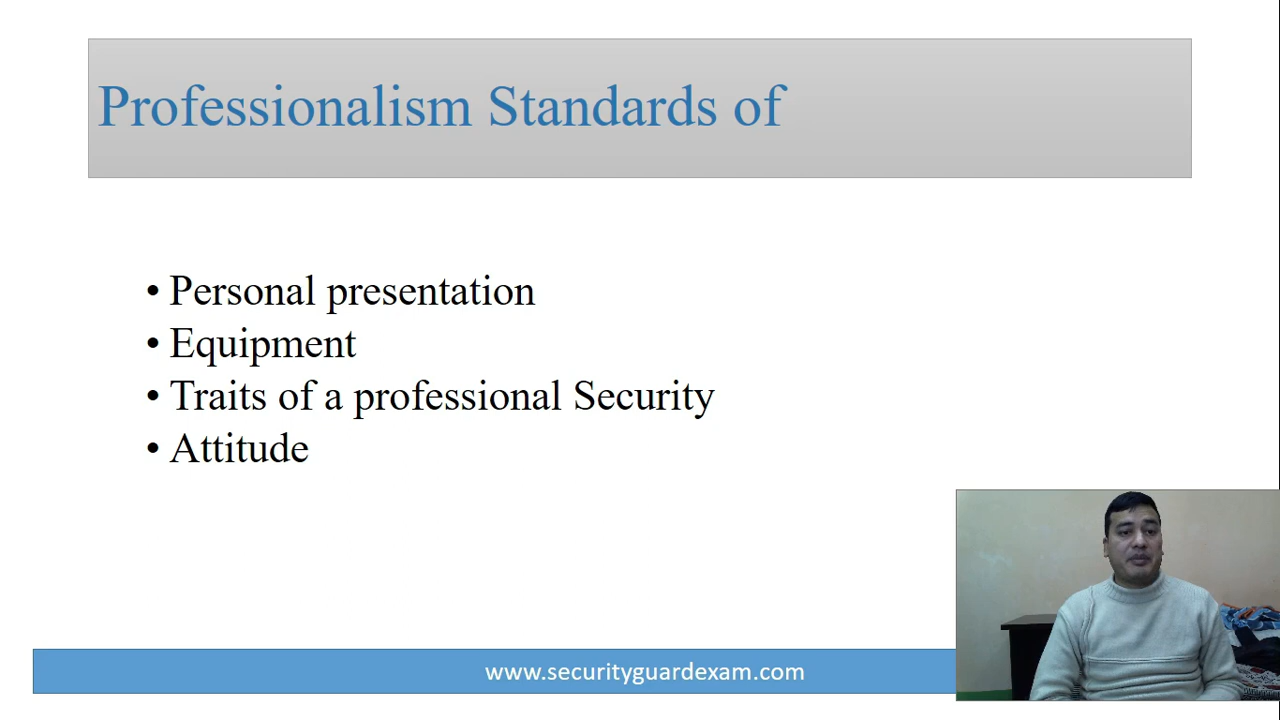 Professionalism Standards of
• Personal presentation
• Equipment
• Traits of a professional Security
• Attitude
www.securityguardexam.com